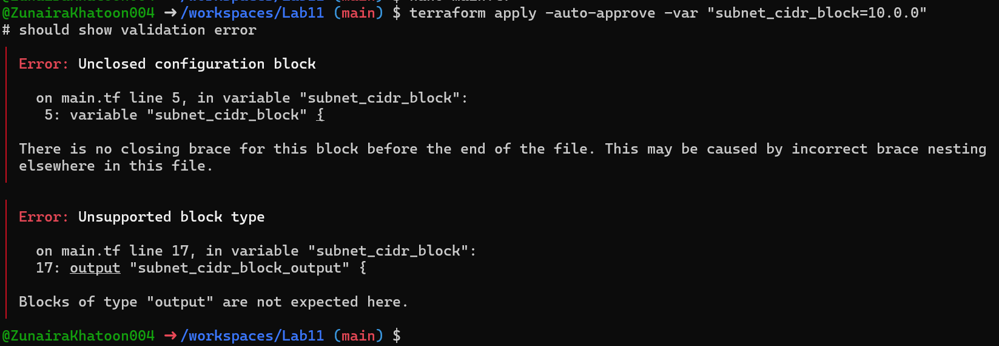 @ZunairaKhatoon004 ➜ /workspaces/Lab11 (main) $ terraform apply -auto-approve -var "subnet_cidr_block=10.0.0"
# should show validation error
Error: Unclosed configuration block
on main.tf line 5, in variable "subnet_cidr_block":
5: variable "subnet_cidr_block" {
There is no closing brace for this block before the end of the file. This may be caused by incorrect brace nesting
elsewhere in this file.
Error: Unsupported block type
on main.tf line 17, in variable "subnet_cidr_block":
17: output "subnet_cidr_block_output" {
Blocks of type "output" are not expected here.
@ZunairaKhatoon004 ➜ /workspaces/Lab11 (main) $